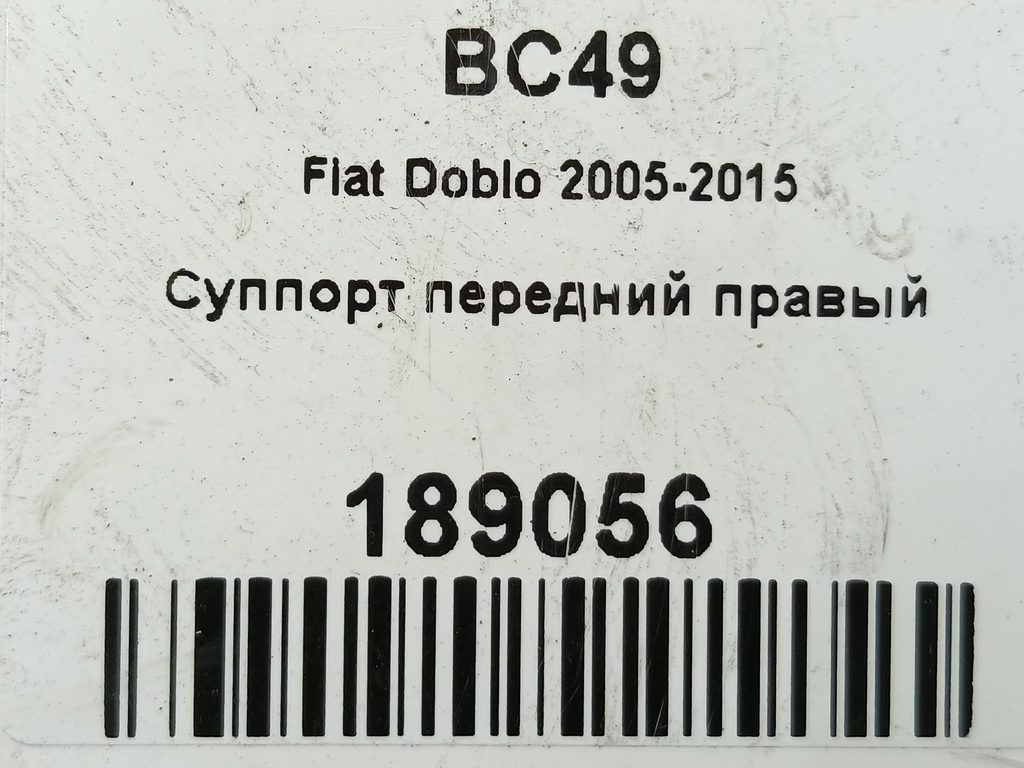 BC49
Fiat Doblo 2005-2015
Суппорт передний правый
189056